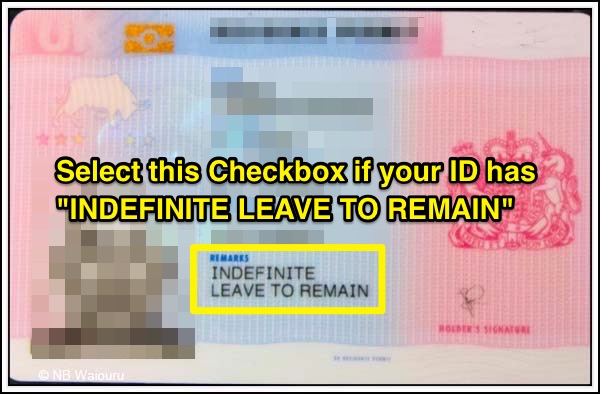 UK
Select this Checkbox if your ID has
"INDEFINITE LEAVE TO REMAIN"
REMARKS
INDEFINITE
LEAVE TO REMAIN
HOLDER'S SIGNATURE
© NB Waiouru